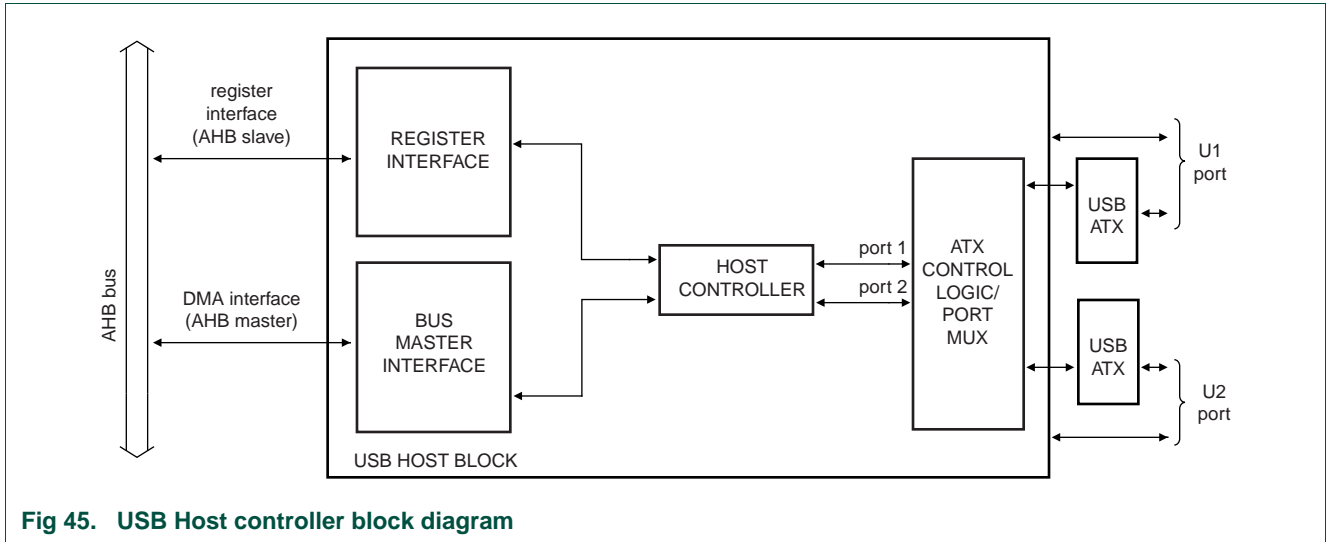 register
interface
(AHB slave)
REGISTER
INTERFACE
AHB bus
DMA interface
(AHB master)
BUS
MASTER
INTERFACE
USB HOST BLOCK
HOST
CONTROLLER
port 1
port 2
ATX
CONTROL
LOGIC/
PORT
MUX
USB
ATX
U1
port
USB
ATX
U2
port
Fig 45. USB Host controller block diagram